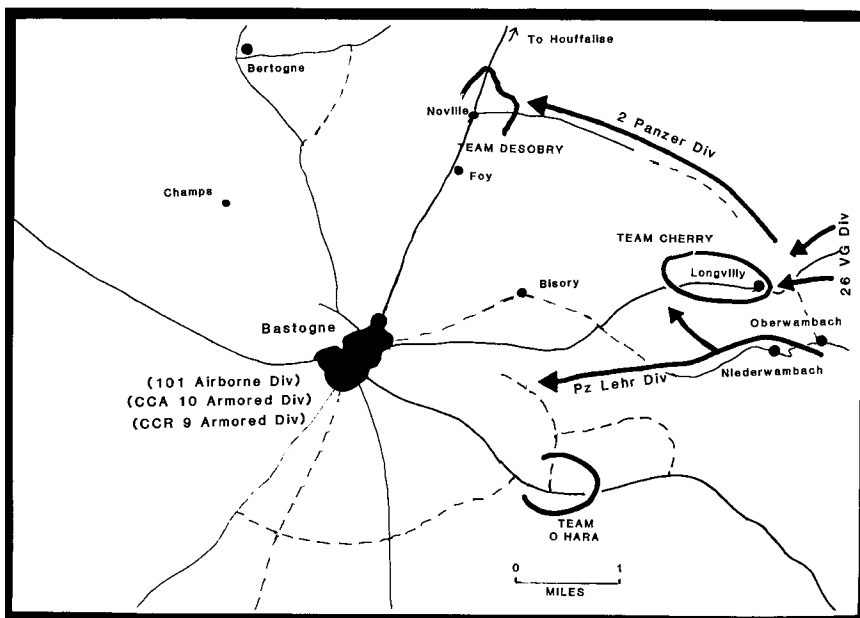 To Houffalise
Bertogne
Noville
2 Panzer Div
TEAM DESOBRY
Foy
Champs
26 VG Div
TEAM CHERRY
Longvilly
Bisory
Oberwambach
Bastogne
Niederwambach
(101 Airborne Div)
(CCA 10 Armored Div)
(CCR 9 Armored Div)
Pz Lehr Div
TEAM
O HARA
0 1
MILES